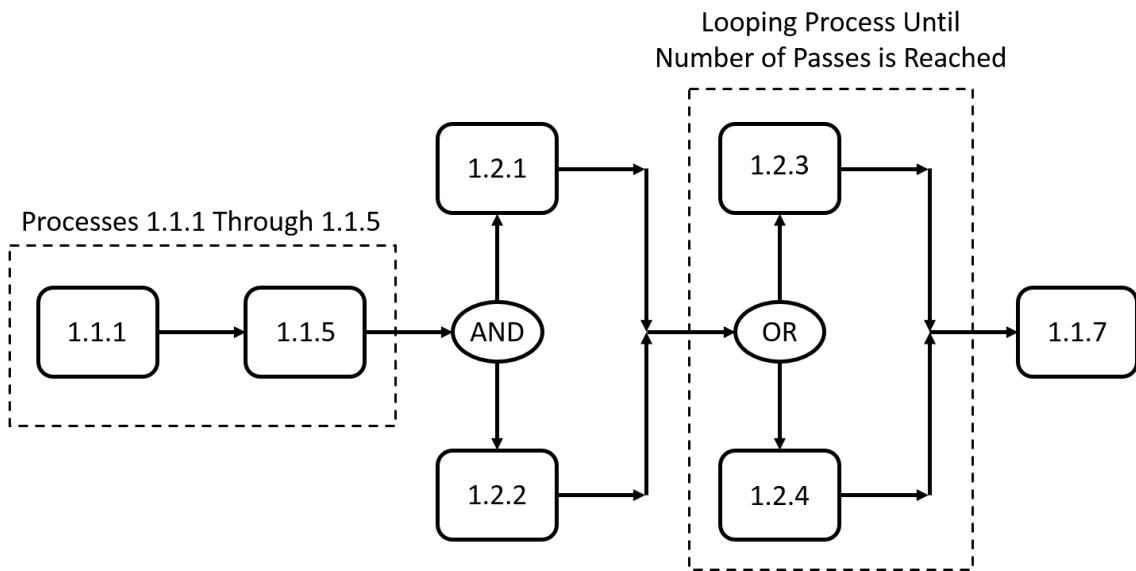 Looping Process Until
Number of Passes is Reached
Processes 1.1.1 Through 1.1.5
1.1.1
1.1.5
AND
1.2.1
1.2.2
OR
1.2.3
1.2.4
1.1.7